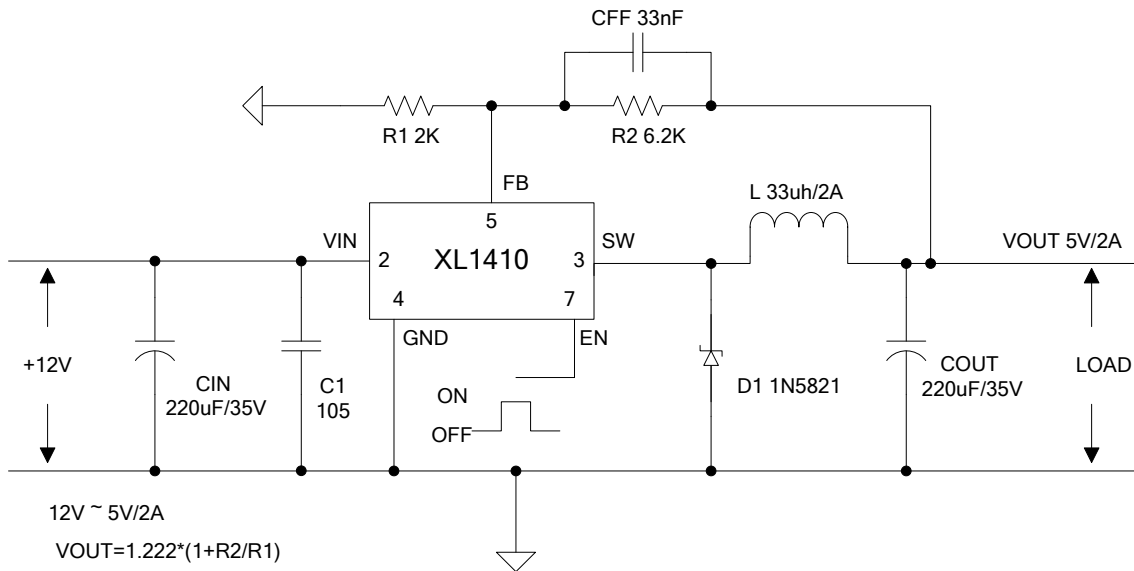 CFF 33nF
R1 2K
R2 6.2K
FB
L 33uh/2A
5
VIN
SW
VOUT 5V/2A
2
XL1410
3
4
7
GND
EN
+12V
CIN
220uF/35V
C1
105
ON
OFF
D1 1N5821
COUT
220uF/35V
LOAD
12V ~ 5V/2A
VOUT=1.222*(1+R2/R1)